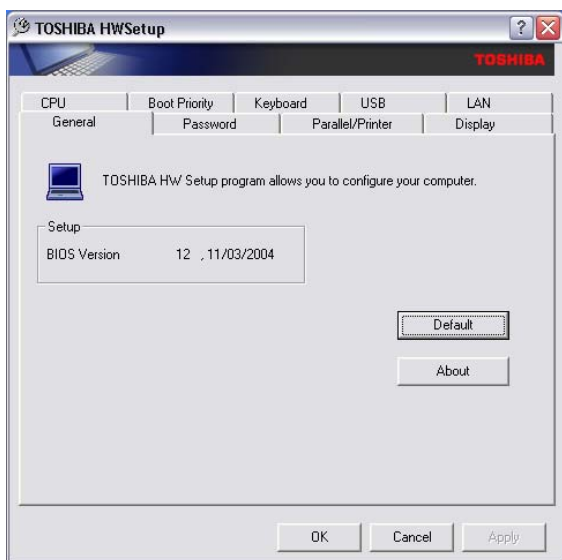 TOSHIBA HWSetup
TOSHIBA
CPU Boot Priority Keyboard USB LAN
General Password Parallel/Printer Display
TOSHIBA HW Setup program allows you to configure your computer.
Setup
BIOS Version 12 , 11/03/2004
Default
About
OK Cancel Apply